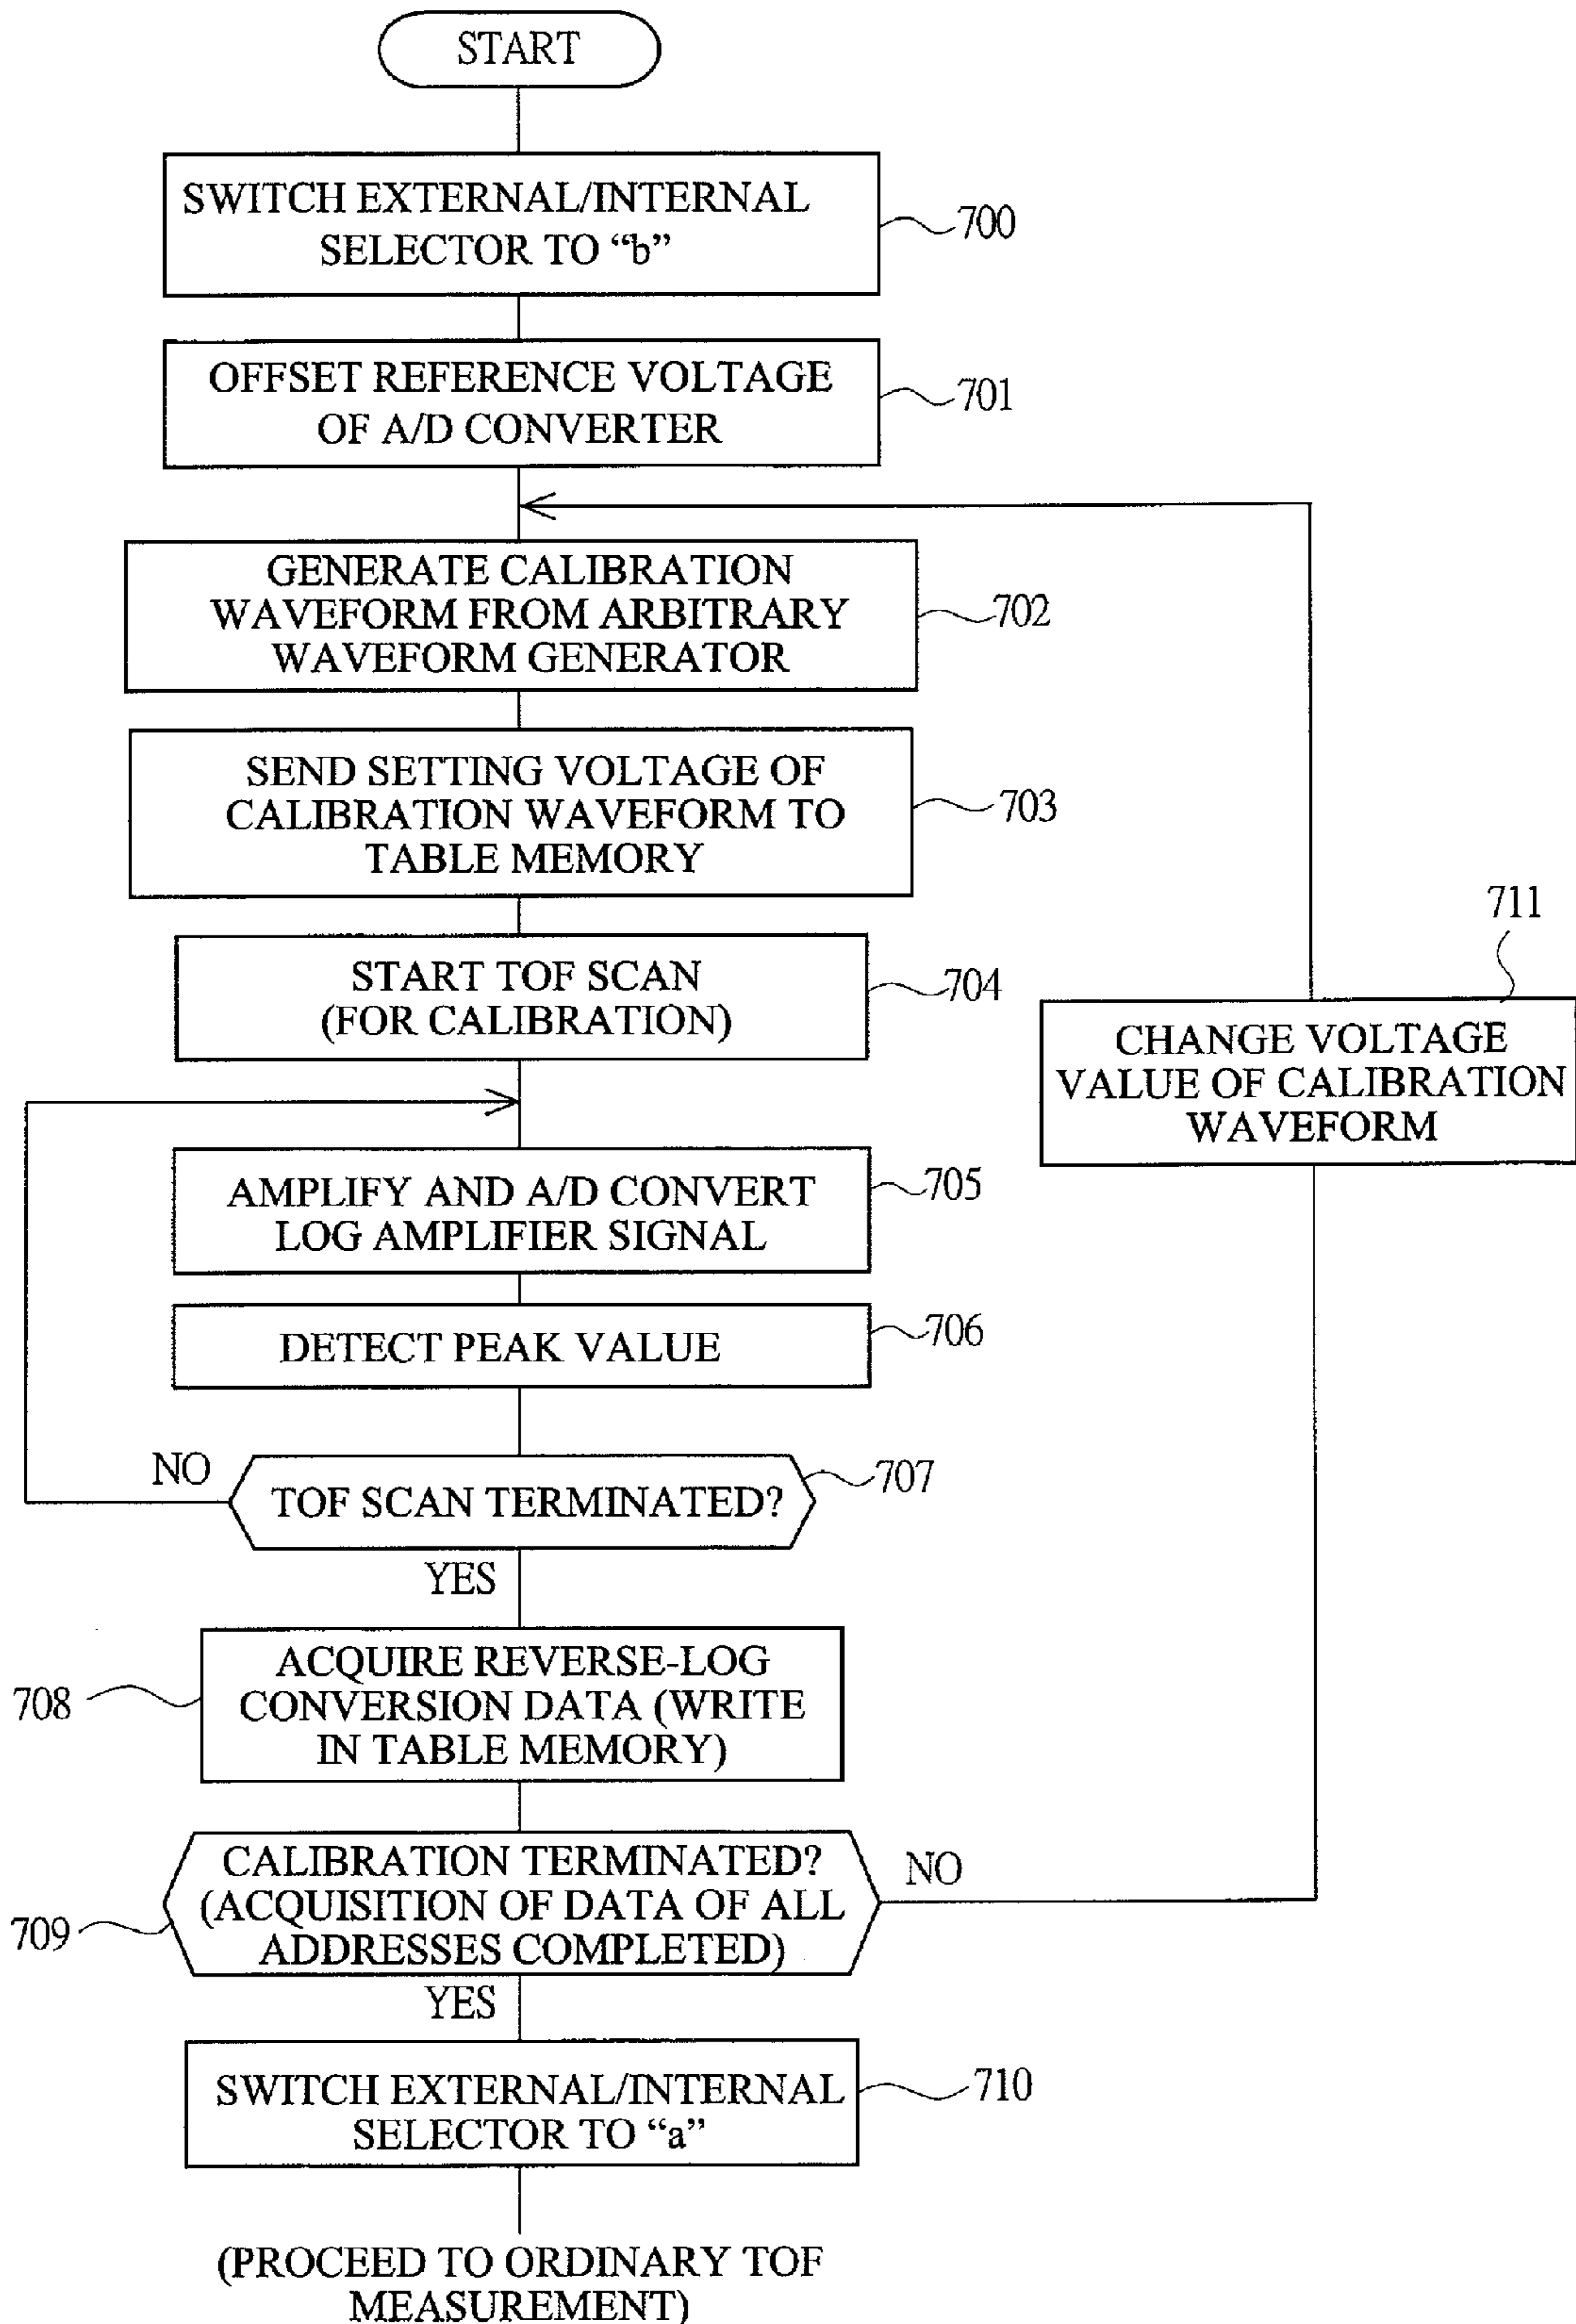 START
SWITCH EXTERNAL/INTERNAL
SELECTOR TO “b”
700
OFFSET REFERENCE VOLTAGE
OF A/D CONVERTER
701
GENERATE CALIBRATION
WAVEFORM FROM ARBITRARY
WAVEFORM GENERATOR
702
SEND SETTING VOLTAGE OF
CALIBRATION WAVEFORM TO
TABLE MEMORY
703
START TOF SCAN
(FOR CALIBRATION)
704
711
CHANGE VOLTAGE
VALUE OF CALIBRATION
WAVEFORM
AMPLIFY AND A/D CONVERT
LOG AMPLIFIER SIGNAL
705
DETECT PEAK VALUE
706
NO
TOF SCAN TERMINATED?
707
YES
ACQUIRE REVERSE-LOG
CONVERSION DATA (WRITE
IN TABLE MEMORY)
708
CALIBRATION TERMINATED?
(ACQUISITION OF DATA OF ALL
ADDRESSES COMPLETED)
NO
709
YES
SWITCH EXTERNAL/INTERNAL
SELECTOR TO “a”
710
(PROCEED TO ORDINARY TOF
MEASUREMENT)